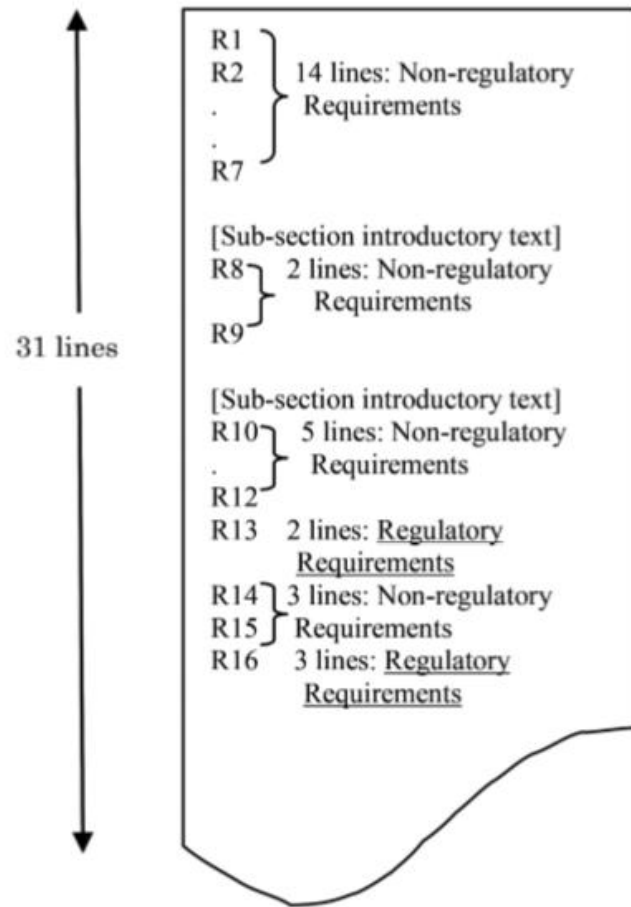 R1
R2 14 lines: Non-regulatory
. Requirements
.
R7
[Sub-section introductory text]
R8 2 lines: Non-regulatory
Requirements
R9
31 lines
[Sub-section introductory text]
R10 5 lines: Non-regulatory
. Requirements
R12
R13 2 lines: Regulatory
Requirements
R14 3 lines: Non-regulatory
R15 Requirements
R16 3 lines: Regulatory
Requirements